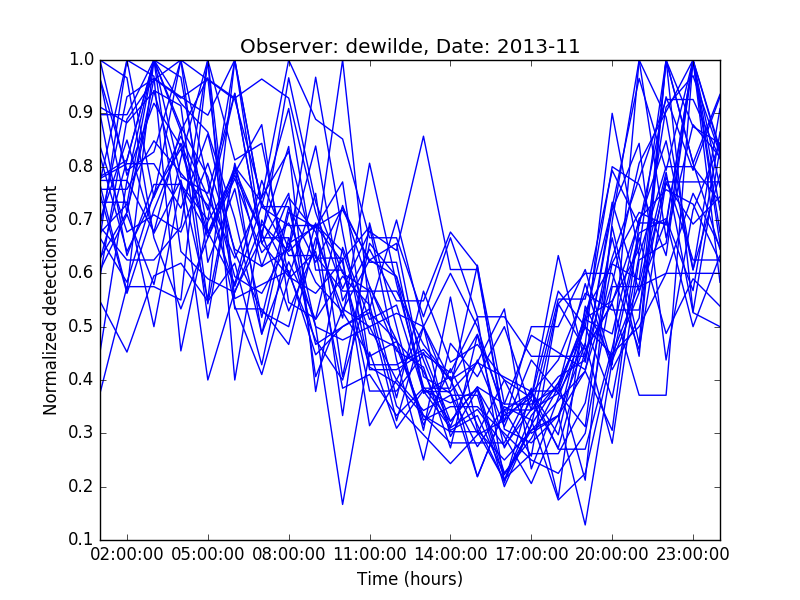 Observer: dewilde, Date: 2013-11
Normalized detection count
1.0
0.9
0.8
0.7
0.6
0.5
0.4
0.3
0.2
0.1
02:00:00 05:00:00 08:00:00 11:00:00 14:00:00 17:00:00 20:00:00 23:00:00
Time (hours)